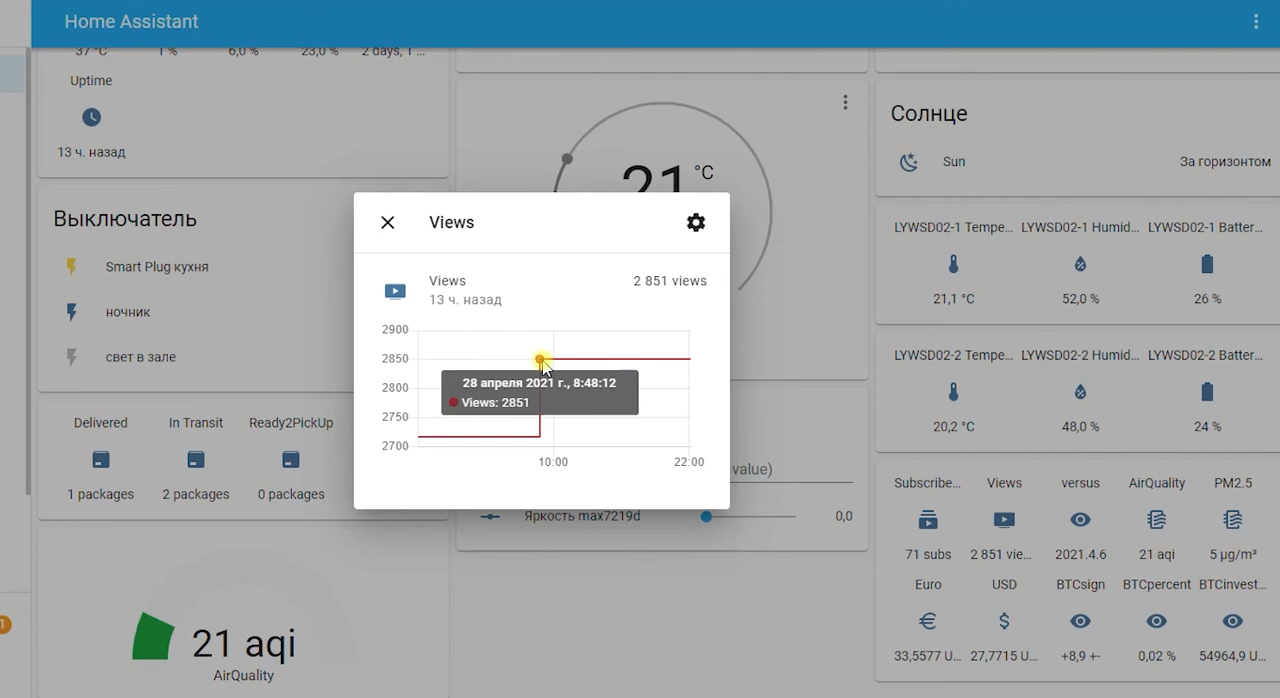 Home Assistant
37 °C 1 % 6,0 % 23,0 % 2 days, 1 ...
Uptime
13 ч. назад
Выключатель
Smart Plug кухня
ночник
свет в зале
Delivered In Transit Ready2PickUp
1 packages 2 packages 0 packages
21 aqi
AirQuality
21 °C
Views
Views 2 851 views
13 ч. назад
2900
2850
2800
2750
2700
28 апреля 2021 г., 8:48:12
Views: 2851
10:00 22:00
value)
Яркость max7219d 0,0
Солнце
Sun За горизонтом
LYWSD02-1 Tempe... LYWSD02-1 Humid... LYWSD02-1 Batter...
21,1 °C 52,0 % 26 %
LYWSD02-2 Tempe... LYWSD02-2 Humid... LYWSD02-2 Batter...
20,2 °C 48,0 % 24 %
Subscribe... Views versus AirQuality PM2.5
71 subs 2 851 vie... 2021.4.6 21 aqi 5 µg/m³
Euro USD BTCsign BTCpercent BTCinvest...
33,5577 U... 27,7715 U... +8,9 +- 0,02 % 54964,9 U...
1